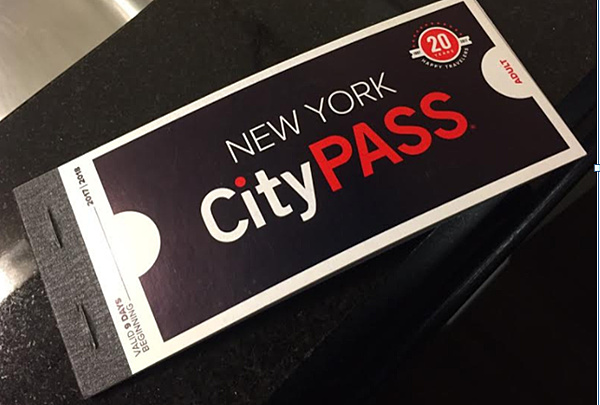 NEW YORK
CityPASS
20
YEARS
HAPPY TRAVELERS
ADULT
2017 | 2018
VALID 9 DAYS
BEGINNING